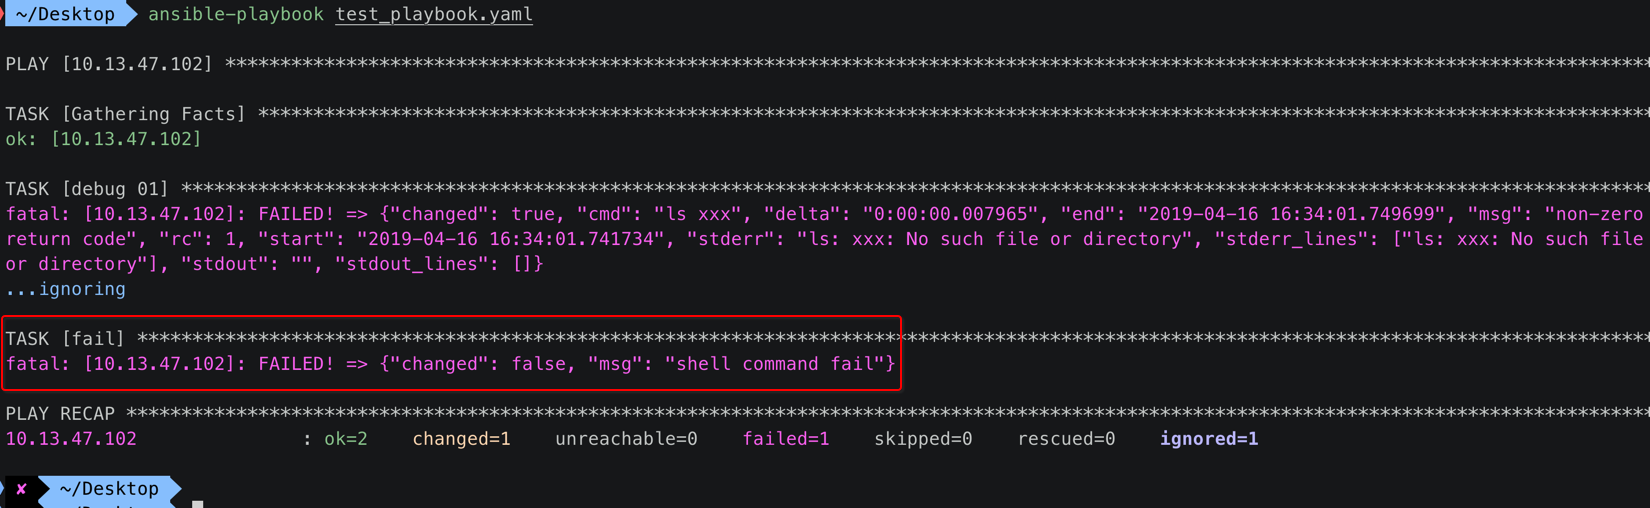 ~/Desktop ansible-playbook test_playbook.yaml
PLAY [10.13.47.102] ************************************************************************************************************************************
TASK [Gathering Facts] *********************************************************************************************************************************
ok: [10.13.47.102]
TASK [debug 01] ****************************************************************************************************************************************
fatal: [10.13.47.102]: FAILED! => {"changed": true, "cmd": "ls xxx", "delta": "0:00:00.007965", "end": "2019-04-16 16:34:01.749699", "msg": "non-zero
return code", "rc": 1, "start": "2019-04-16 16:34:01.741734", "stderr": "ls: xxx: No such file or directory", "stderr_lines": ["ls: xxx: No such file
or directory"], "stdout": "", "stdout_lines": []}
...ignoring
TASK [fail] ********************************************************************************************************************************************
fatal: [10.13.47.102]: FAILED! => {"changed": false, "msg": "shell command fail"}
PLAY RECAP *********************************************************************************************************************************************
10.13.47.102 : ok=2 changed=1 unreachable=0 failed=1 skipped=0 rescued=0 ignored=1
✘ ~/Desktop